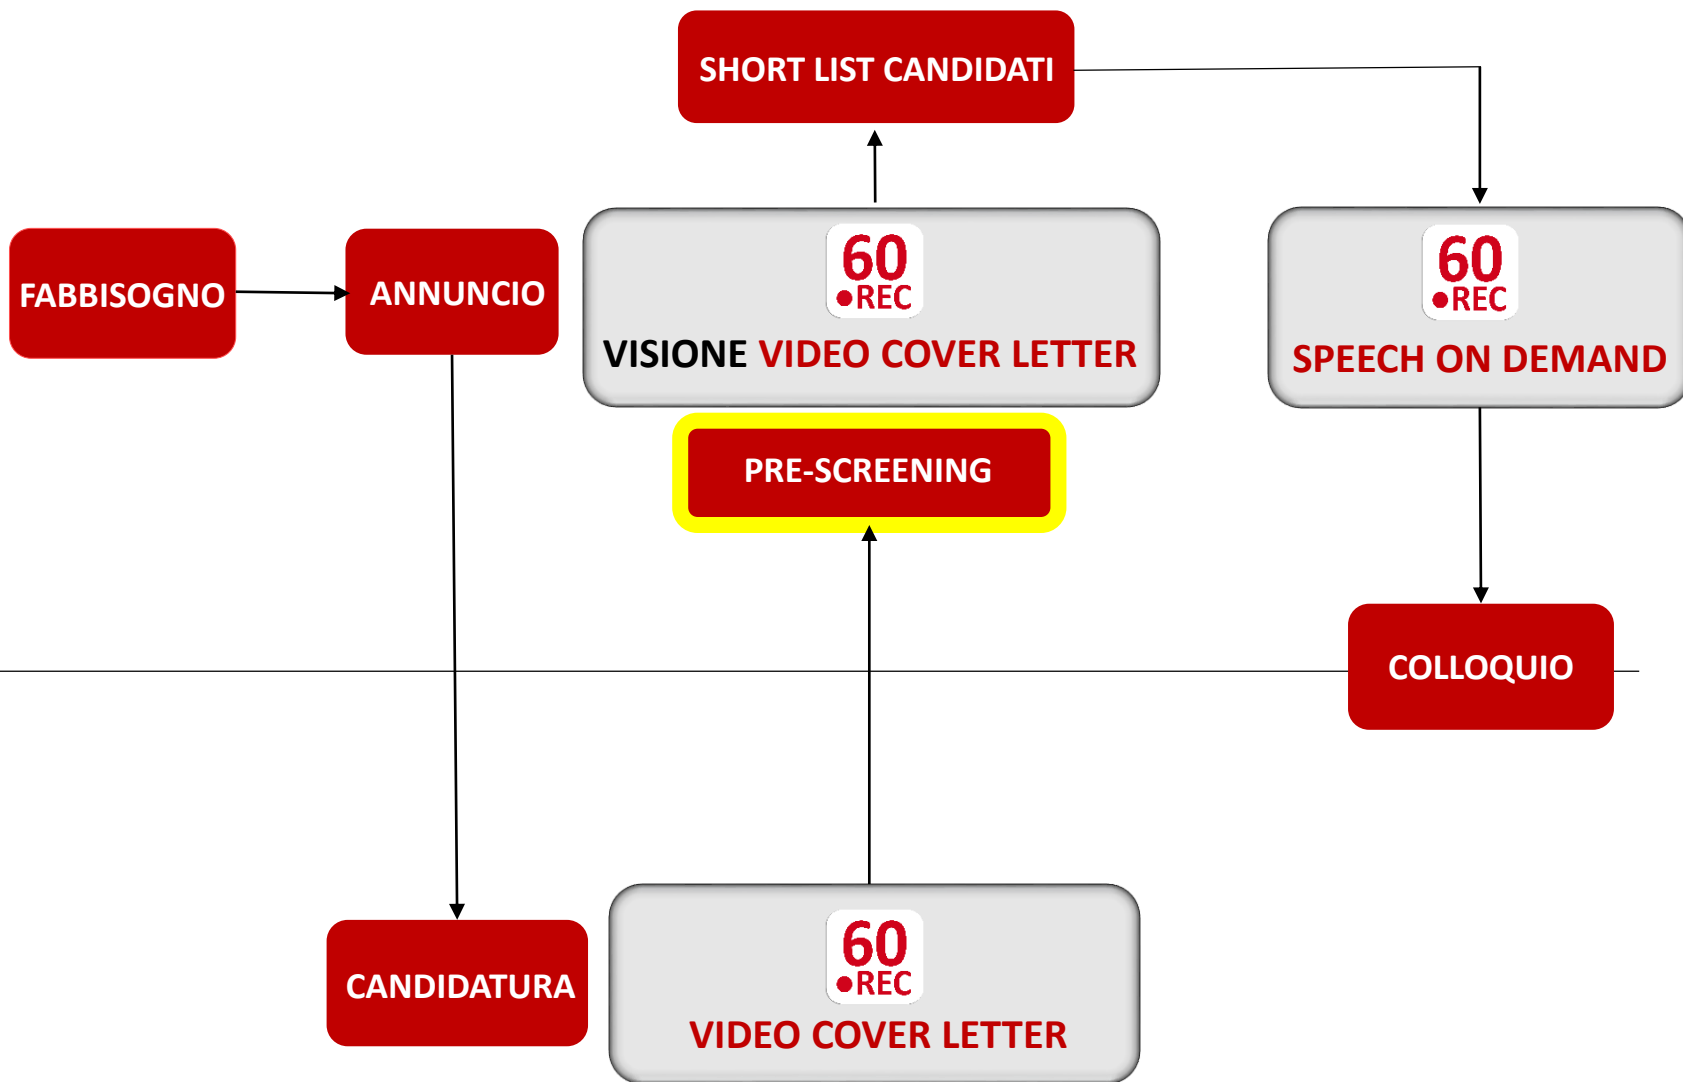 SHORT LIST CANDIDATI
FABBISOGNO
ANNUNCIO
60
REC
VISIONE VIDEO COVER LETTER
60
REC
SPEECH ON DEMAND
PRE-SCREENING
COLLOQUIO
CANDIDATURA
60
REC
VIDEO COVER LETTER